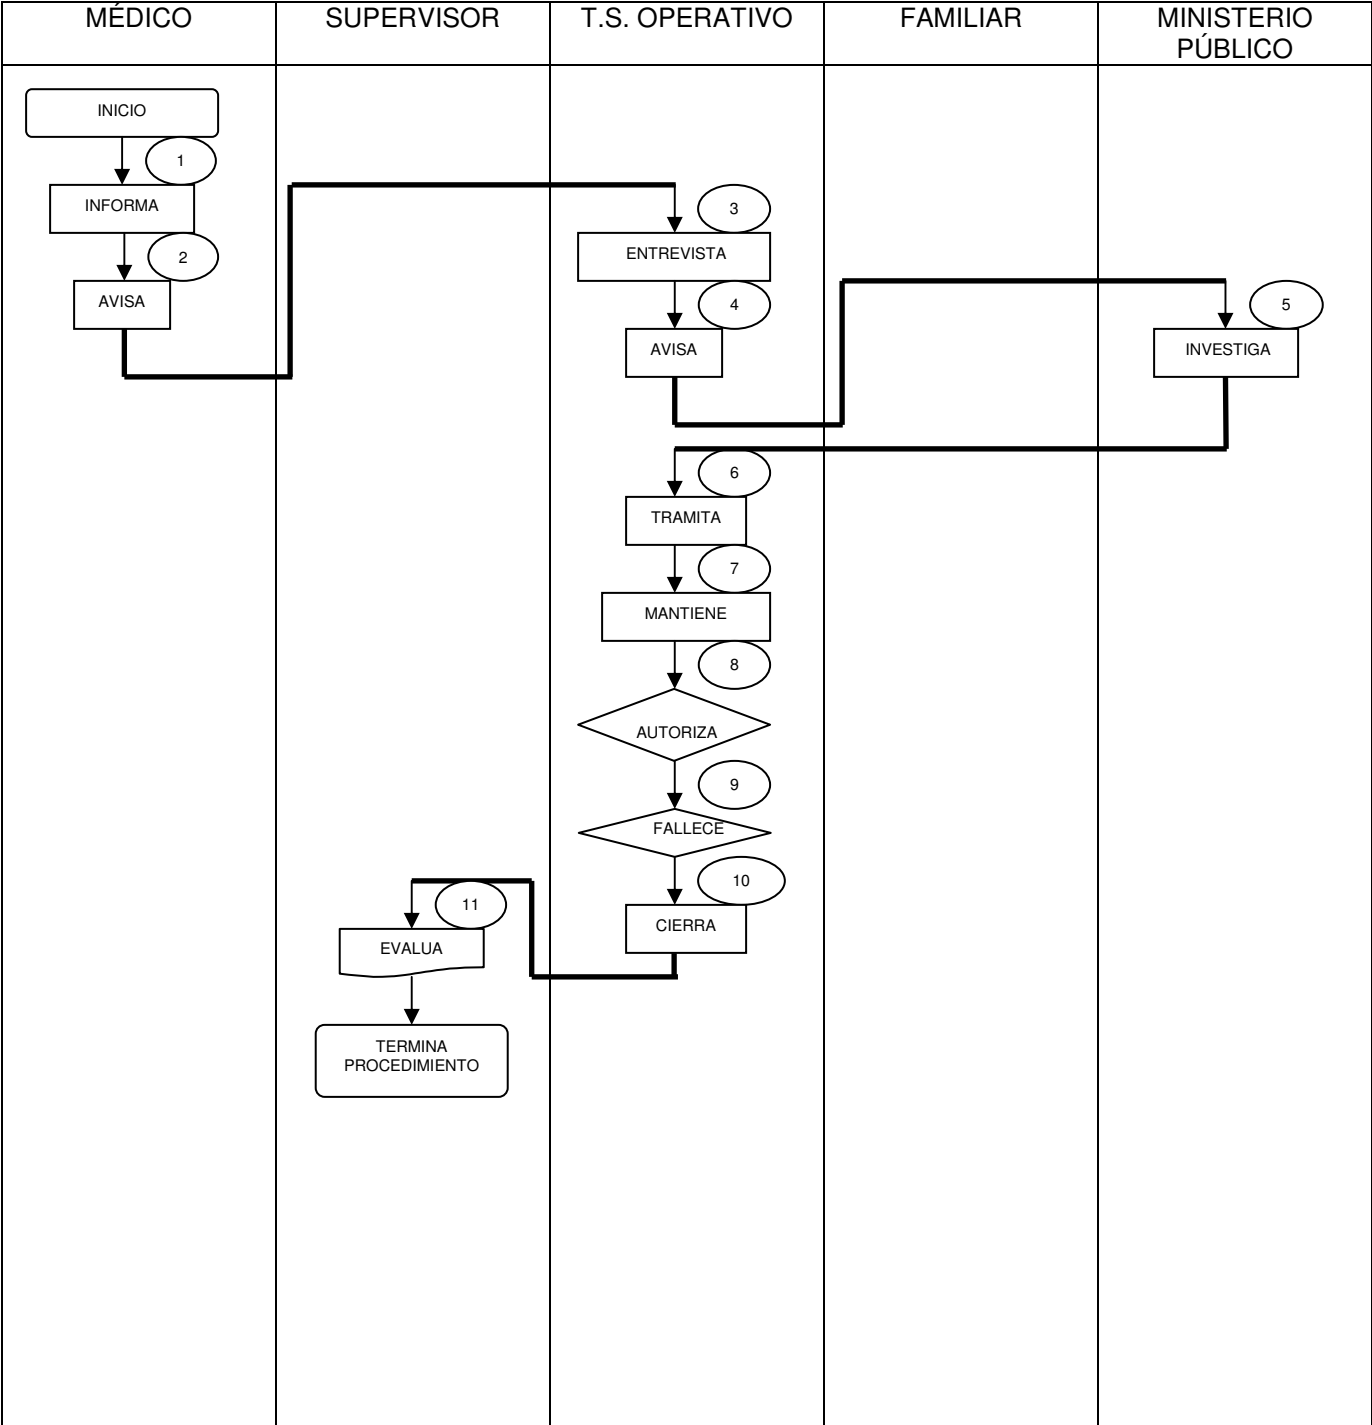 MÉDICO
SUPERVISOR
T.S. OPERATIVO
FAMILIAR
MINISTERIO
PÚBLICO
INICIO
1
INFORMA
2
AVISA
3
ENTREVISTA
4
AVISA
5
INVESTIGA
6
TRAMITA
7
MANTIENE
8
AUTORIZA
9
FALLECE
10
CIERRA
11
EVALUA
TERMINA
PROCEDIMIENTO